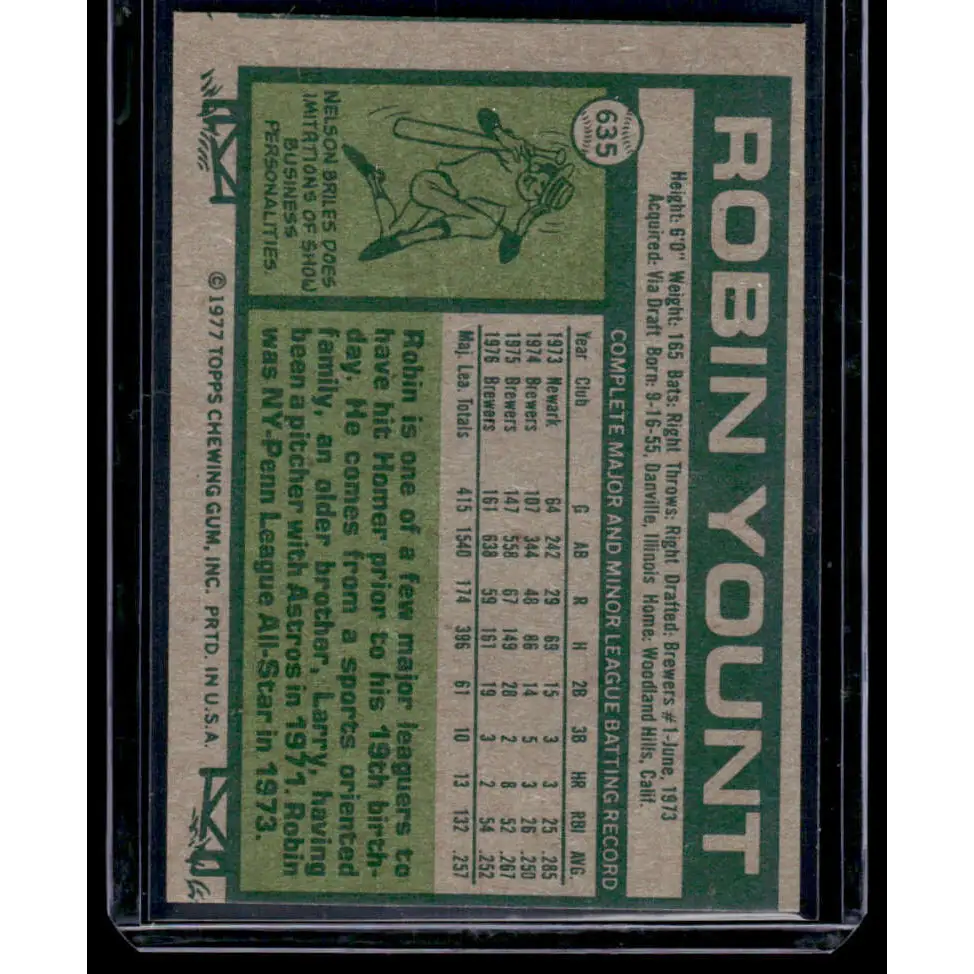 635
ROBIN YOUNT
Height: 6'0" Weight: 165 Bats: Right Throws: Right Drafted: Brewers #1-June, 1973
Acquired: Via Draft Born: 9-16-55, Danville, Illinois Home: Woodland Hills, Calif.
COMPLETE MAJOR AND MINOR LEAGUE BATTING RECORD
Year Club G AB R H 2B 3B HR RBI AVG.
1973 Newark 64 242 29 69 15 3 3 25 .285
1974 Brewers 107 344 48 86 14 5 3 26 .250
1975 Brewers 147 558 67 149 28 2 8 52 .267
1976 Brewers 161 638 59 161 19 3 2 54 .252
Maj. Lea. Totals 415 1540 174 396 61 10 13 132 .257
NELSON BRILES DOES
IMITATIONS OF SHOW
BUSINESS
PERSONALITIES.
Robin is one of a few major leaguers to
have hit Homer prior to his 19th birth-
day. He comes from a sports oriented
family, an older brother, Larry, having
been a pitcher with Astros in 1971. Robin
was NY-Penn League All-Star in 1973.
©1977 TOPPS CHEWING GUM, INC. PRTD. IN U.S.A.